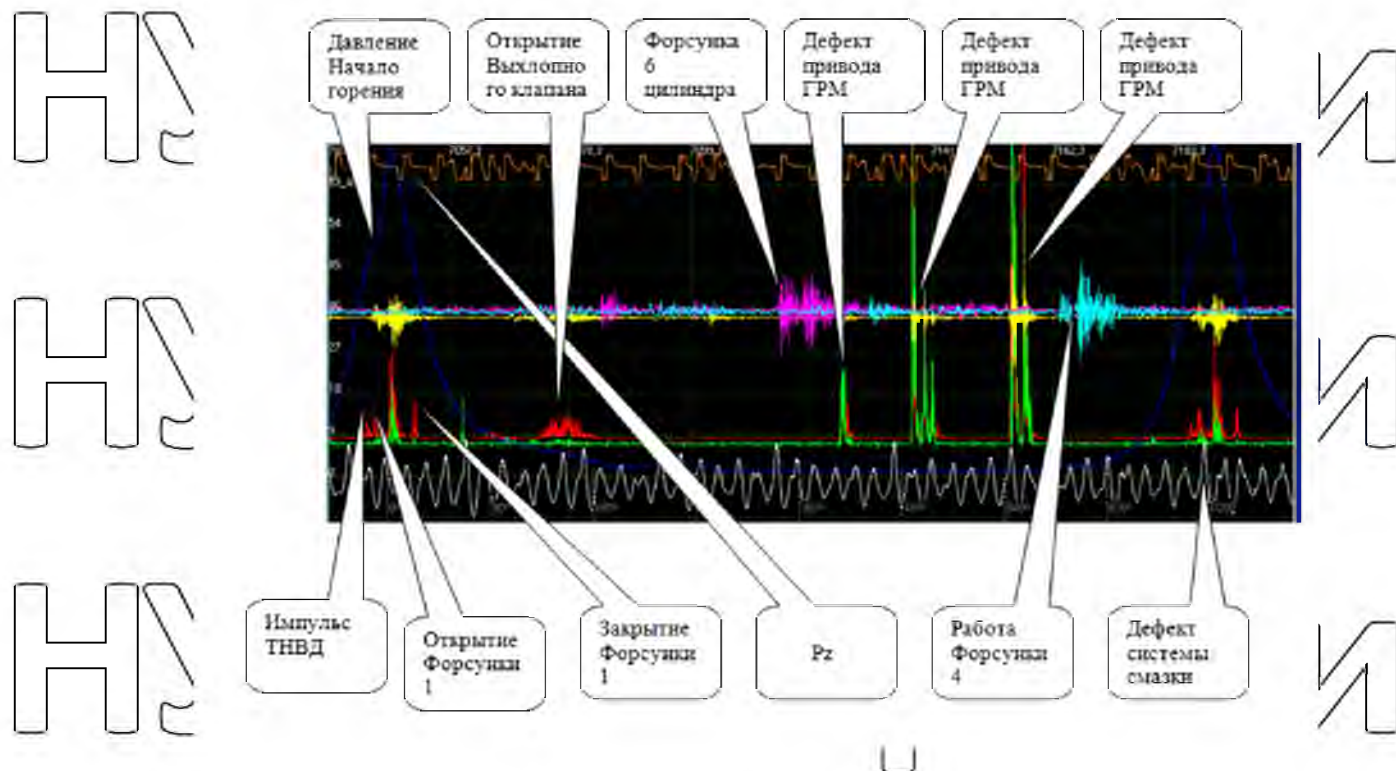 Давление
Начало
горения
Открытие
Выхлопно
го клапана
Форсунка
6
цилиндра
Дефект
привода
ГРМ
Дефект
привода
ГРМ
Дефект
привода
ГРМ
Импульс
ТНВД
Открытие
Форсунки
1
Закрытие
Форсунки
1
Pz
Работа
Форсунки
4
Дефект
системы
смазки